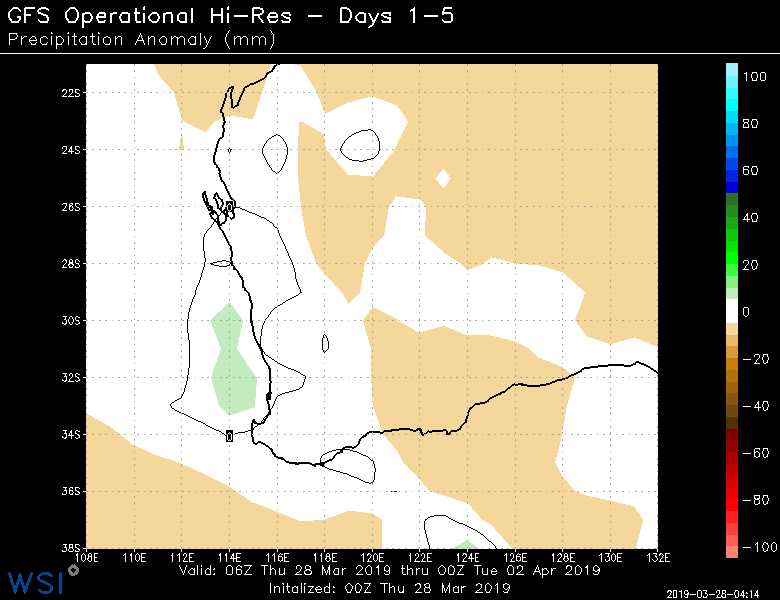 GFS Operational Hi-Res - Days 1-5
Precipitation Anomaly (mm)
22S
24S
26S
28S
30S
32S
34S
36S
38S
108E 110E 112E 114E 116E 118E 120E 122E 124E 126E 128E 130E 132E
100
80
60
40
20
0
-20
-40
-60
-80
-100
Valid: 06Z Thu 28 Mar 2019 thru 00Z Tue 02 Apr 2019
Initalized: 00Z Thu 28 Mar 2019
WSI
2019-03-28-04:14